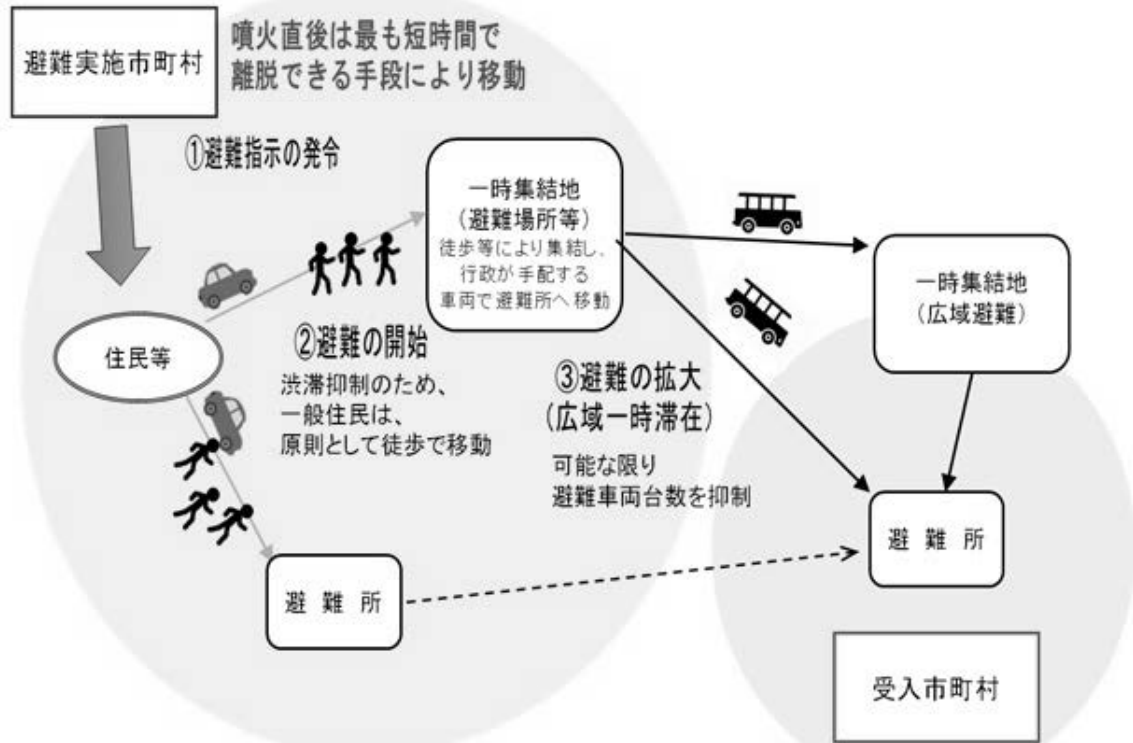 避難実施市町村
噴火直後は最も短時間で
離脱できる手段により移動
①避難指示の発令
一時集結地
(避難場所等)
徒歩等により集結し、
行政が手配する
車両で避難所へ移動
一時集結地
(広域避難)
住民等
②避難の開始
渋滞抑制のため、
一般住民は、
原則として徒歩で移動
③避難の拡大
(広域一時滞在)
可能な限り
避難車両台数を抑制
避難所
避難所
受入市町村